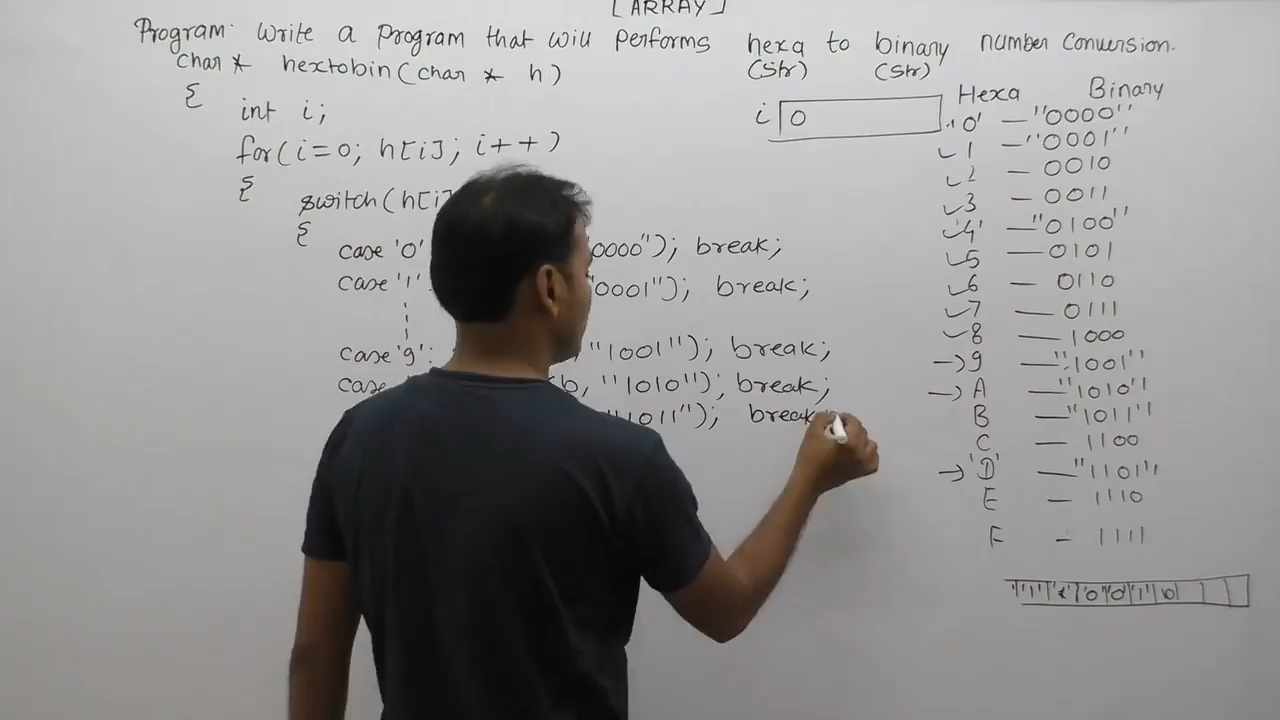 [ARRAY]
Program: Write a program that will performs hexa to binary number conversion.
(str) (str)
char * hextobin(char * h)
{
int i;
for(i=0; h[i]; i++)
{
switch(h[i]
{
case '0' 0000"); break;
case '1' "0001"); break;
case '9': "1001"); break;
case b, "1010"); break;
1011"); break
i 0
Hexa Binary
'0' — "0000"
1 — "0001"
2 — 0010
3 — 0011
'4' — "0100"
5 — 0101
6 — 0110
7 — 0111
8 — 1000
→ 9 — "1001"
→ A — "1010"
B — "1011"
C — 1100
→ 'D' — "1101"
E — 1110
F — 1111